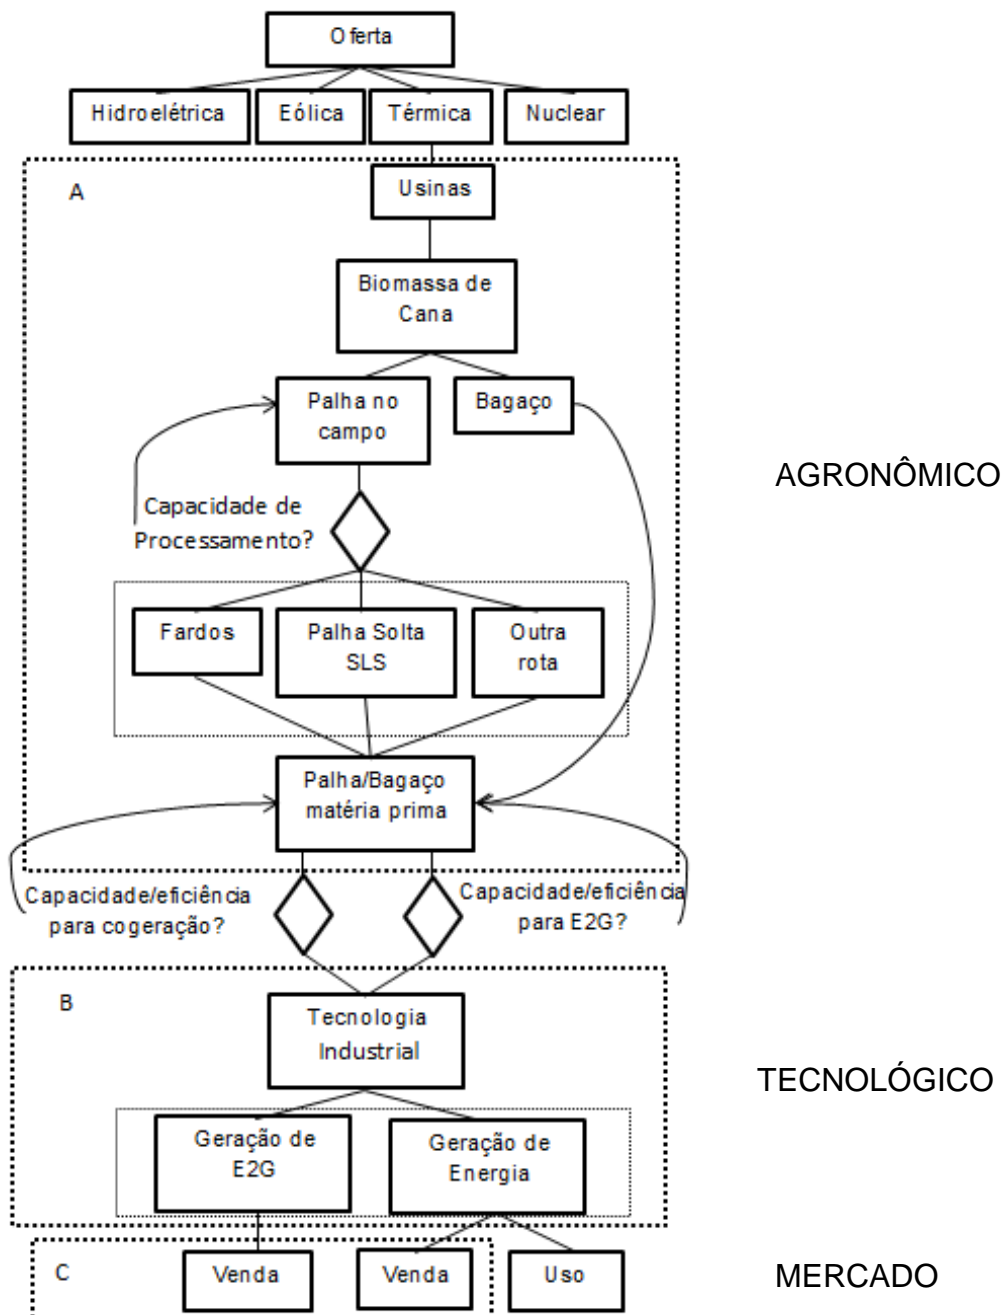 Oferta
Hidroelétrica
Eólica
Térmica
Nuclear
A
Usinas
Biomassa de
Cana
Palha no
campo
Bagaço
AGRONÔMICO
Capacidade de
Processamento?
Fardos
Palha Solta
SLS
Outra
rota
Palha/Bagaço
matéria prima
Capacidade/eficiência
para cogeração?
Capacidade/eficiência
para E2G?
B
Tecnologia
Industrial
TECNOLÓGICO
Geração de
E2G
Geração de
Energia
C
Venda
Venda
Uso
MERCADO